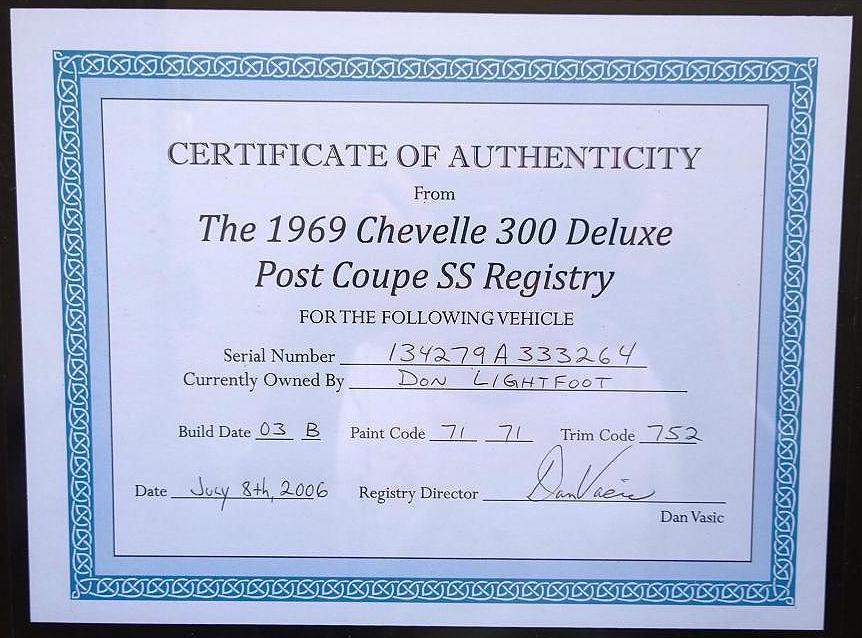 CERTIFICATE OF AUTHENTICITY
From
The 1969 Chevelle 300 Deluxe
Post Coupe SS Registry
FOR THE FOLLOWING VEHICLE
Serial Number 134279A333264
Currently Owned By DON LIGHTFOOT
Build Date 03 B Paint Code 71 71 Trim Code 752
Date July 8th, 2006 Registry Director Dan Vasic
Dan Vasic